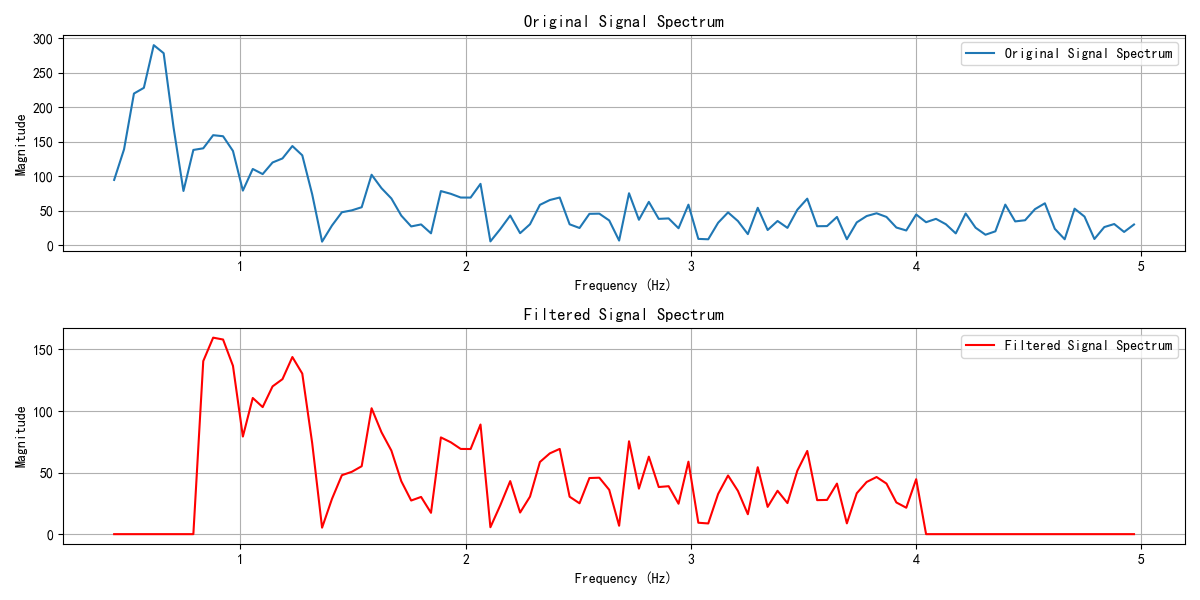 Original Signal Spectrum
300
250
200
150
100
50
0
Magnitude
Original Signal Spectrum
1 2 3 4 5
Frequency (Hz)
Filtered Signal Spectrum
150
100
50
0
Magnitude
Filtered Signal Spectrum
1 2 3 4 5
Frequency (Hz)